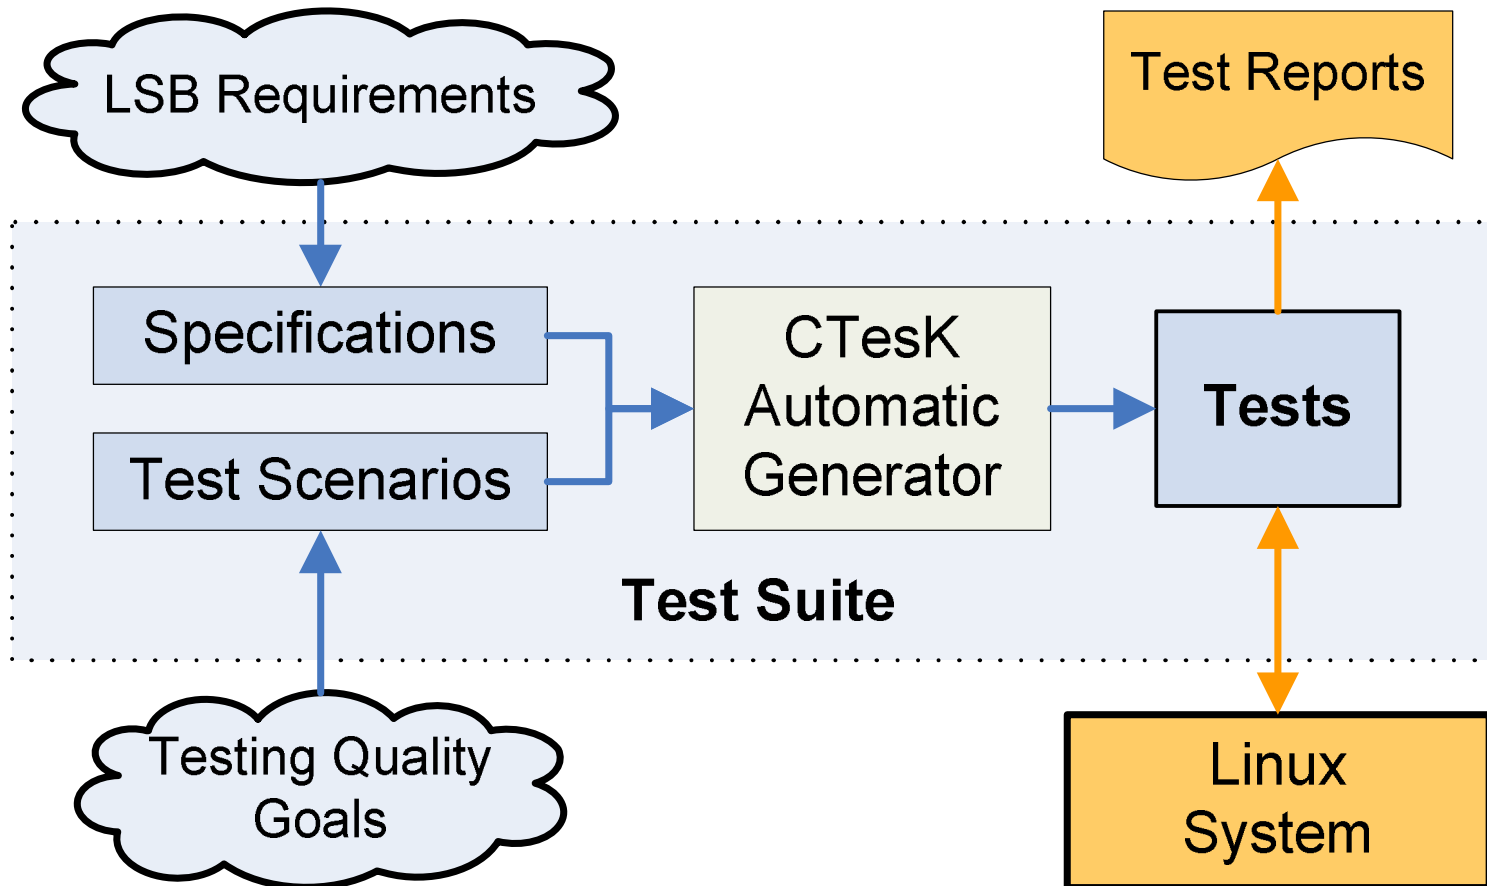 LSB Requirements
Test Reports
Specifications
Test Scenarios
CTesK
Automatic
Generator
Tests
Test Suite
Testing Quality
Goals
Linux
System